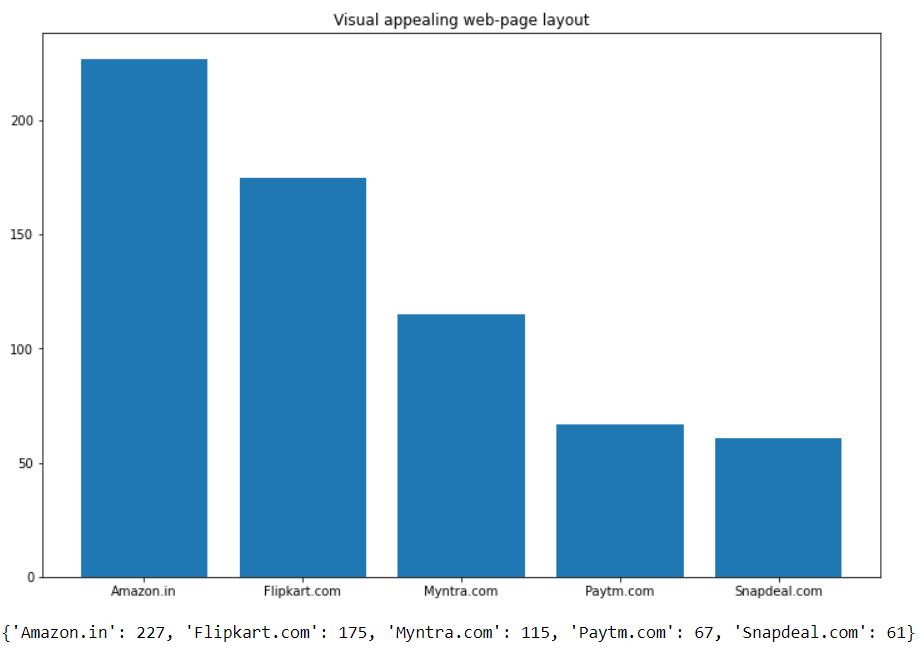 Visual appealing web-page layout
200
150
100
50
0
Amazon.in Flipkart.com Myntra.com Paytm.com Snapdeal.com
{'Amazon.in': 227, 'Flipkart.com': 175, 'Myntra.com': 115, 'Paytm.com': 67, 'Snapdeal.com': 61}